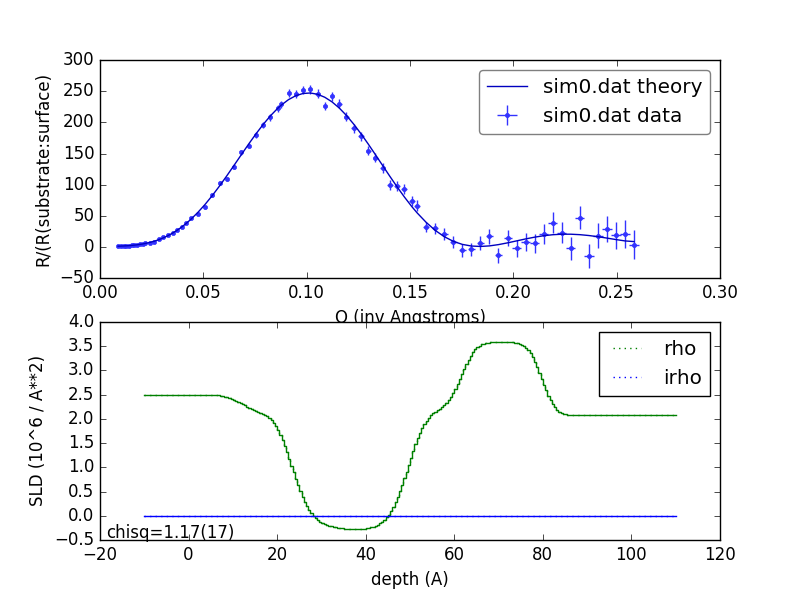 300
250
200
150
100
50
0
−50
R/(R(substrate:surface)
sim0.dat theory
sim0.dat data
0.00 0.05 0.10 0.15 0.20 0.25 0.30
Q (inv Angstroms)
4.0
3.5
3.0
2.5
2.0
1.5
1.0
0.5
0.0
−0.5
SLD (10^6 / A**2)
rho
irho
chisq=1.17(17)
−20 0 20 40 60 80 100 120
depth (A)